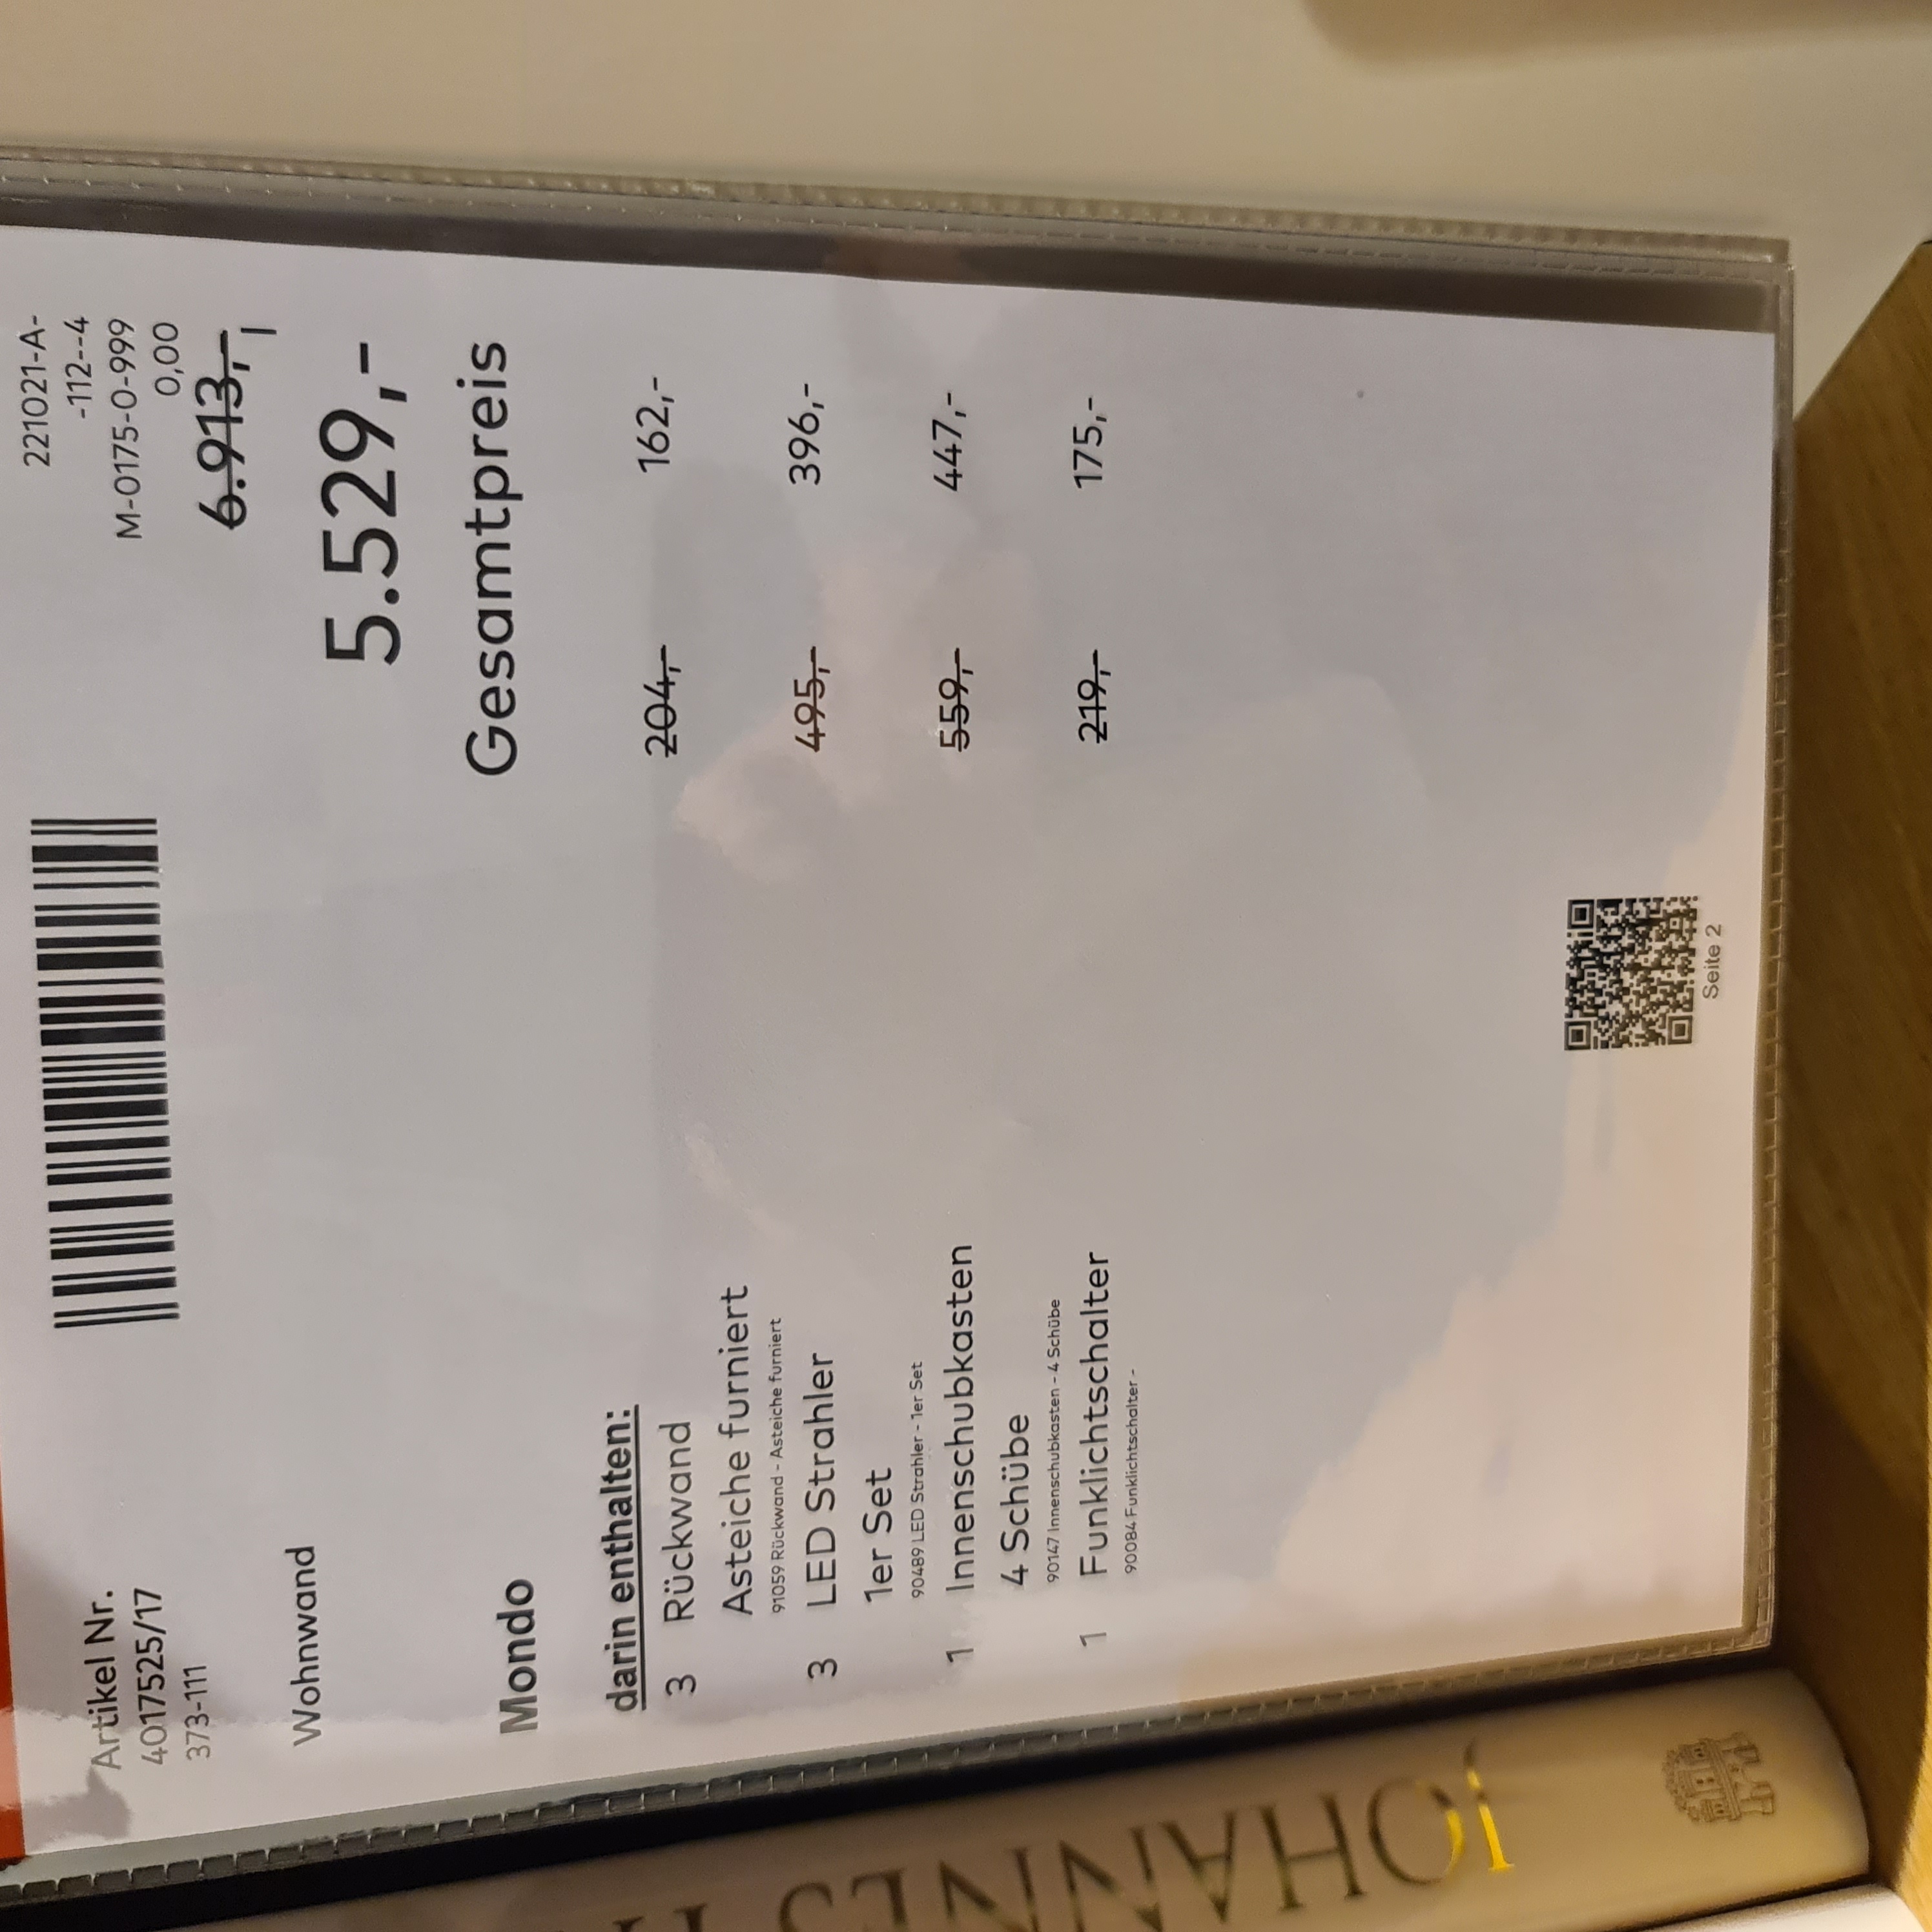 221021-A-
-112--4
Artikel Nr.
4017525/17
M-0175-0-999
373-111
0,00
6.913,-
Wohnwand
5.529,-
Mondo
Gesamtpreis
darin enthalten:
3 Rückwand 204,- 162,-
Asteiche furniert
91059 Rückwand - Asteiche furniert
3 LED Strahler 495,- 396,-
1er Set
90489 LED Strahler - 1er Set
1 Innenschubkasten 559,- 447,-
4 Schübe
90147 Innenschubkasten - 4 Schübe
1 Funklichtschalter 219,- 175,-
90084 Funklichtschalter -
Seite 2
JOHANNES